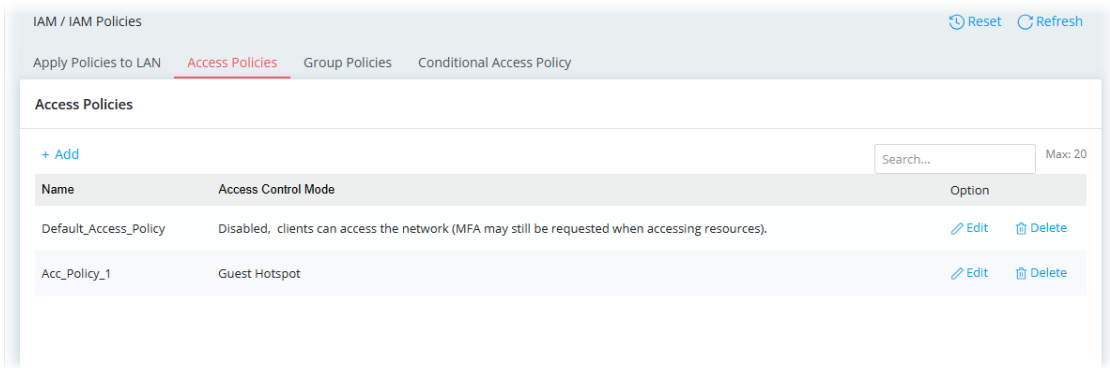 IAM / IAM Policies Reset Refresh
Apply Policies to LAN Access Policies Group Policies Conditional Access Policy
Access Policies
+ Add Search... Max: 20
Name Access Control Mode Option
Default_Access_Policy Disabled, clients can access the network (MFA may still be requested when accessing resources). Edit Delete
Acc_Policy_1 Guest Hotspot Edit Delete